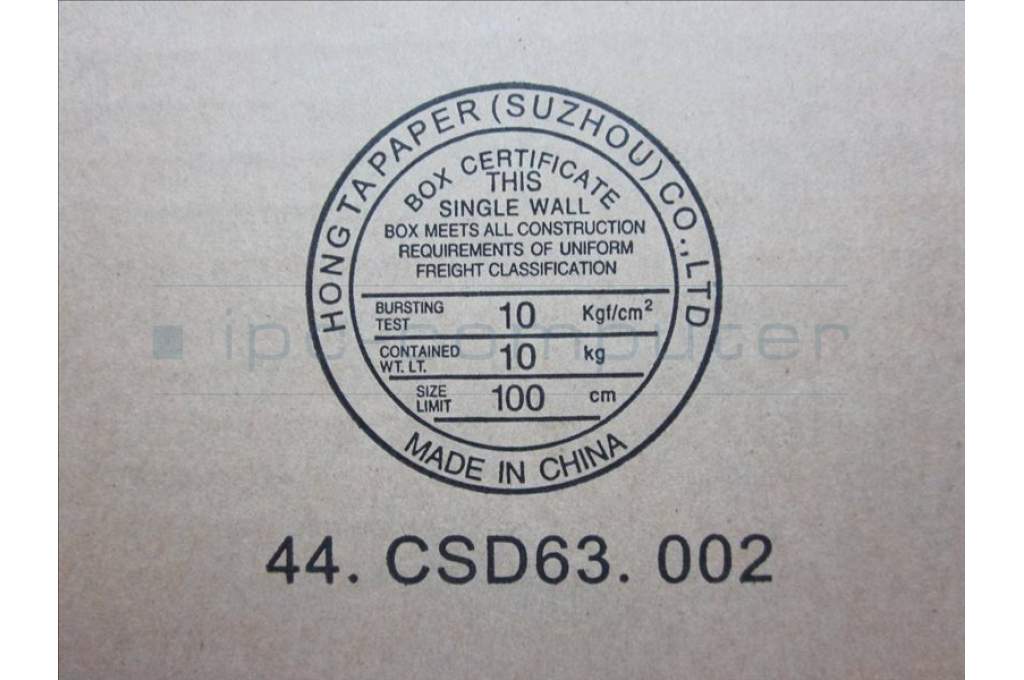 HONG TA PAPER (SUZHOU) CO.,LTD
BOX CERTIFICATE
THIS
SINGLE WALL
BOX MEETS ALL CONSTRUCTION
REQUIREMENTS OF UNIFORM
FREIGHT CLASSIFICATION
BURSTING TEST 10 Kgf/cm²
CONTAINED WT. LT. 10 kg
SIZE LIMIT 100 cm
MADE IN CHINA
ipc computer
44. CSD63. 002